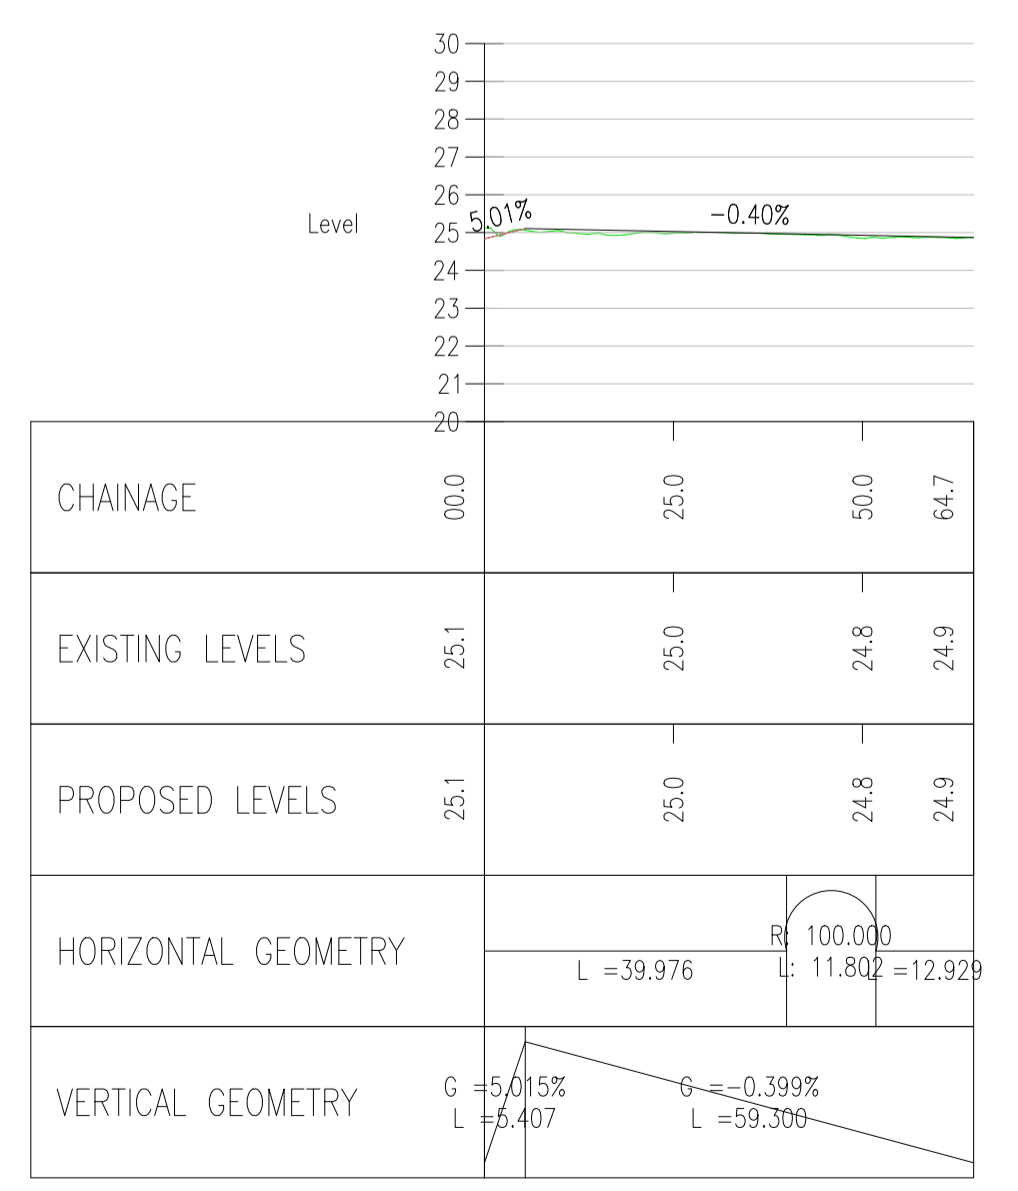 30
29
28
27
26
5.01%
-0.40%
Level
25
24
23
22
21
20
CHAINAGE 00.0 25.0 50.0 64.7
EXISTING LEVELS 25.1 25.0 24.8 24.9
PROPOSED LEVELS 25.1 25.0 24.8 24.9
HORIZONTAL GEOMETRY
R: 100.000
L =39.976 L: 11.802 L =12.929
VERTICAL GEOMETRY
G =5.015% G =-0.399%
L =5.407 L =59.300